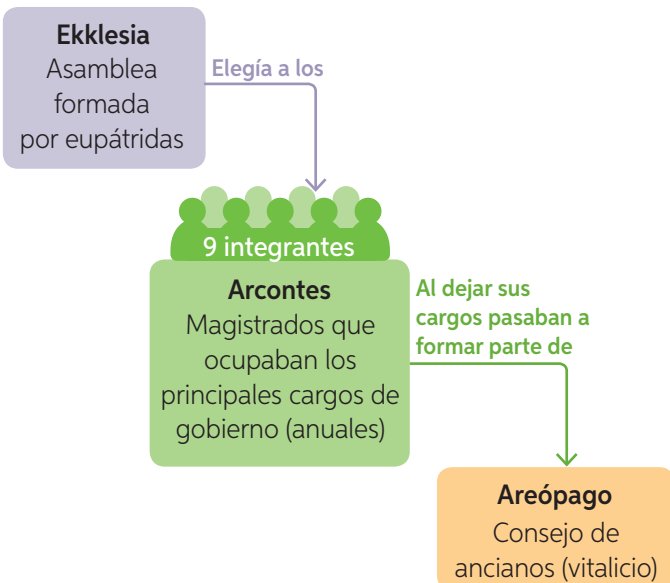 Ekklesia
Asamblea
formada
por eupátridas
Elegía a los
9 integrantes
Arcontes
Magistrados que
ocupaban los
principales cargos de
gobierno (anuales)
Al dejar sus
cargos pasaban a
formar parte de
Areópago
Consejo de
ancianos (vitalicio)